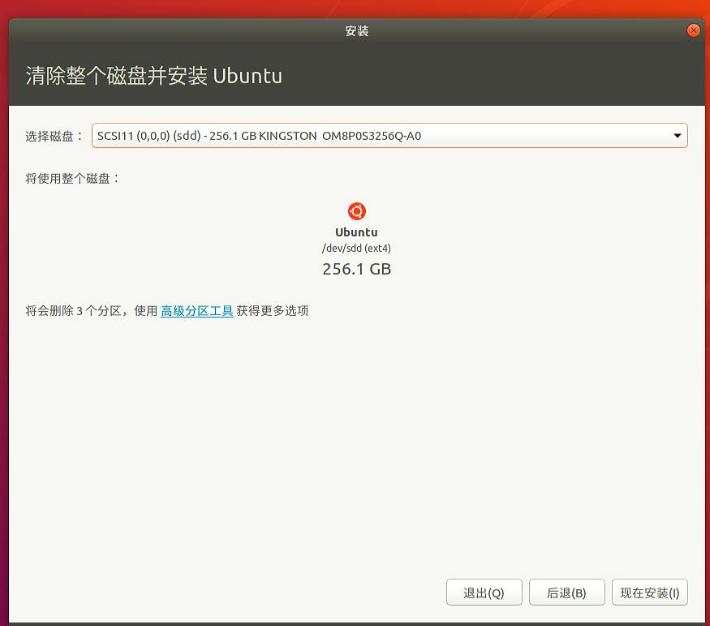 安装
清除整个磁盘并安装 Ubuntu
选择磁盘： SCSI11 (0,0,0) (sdd) - 256.1 GB KINGSTON OM8P0S3256Q-A0
将使用整个磁盘：
Ubuntu
/dev/sdd (ext4)
256.1 GB
将会删除 3 个分区，使用 高级分区工具 获得更多选项
退出(Q) 后退(B) 现在安装(I)